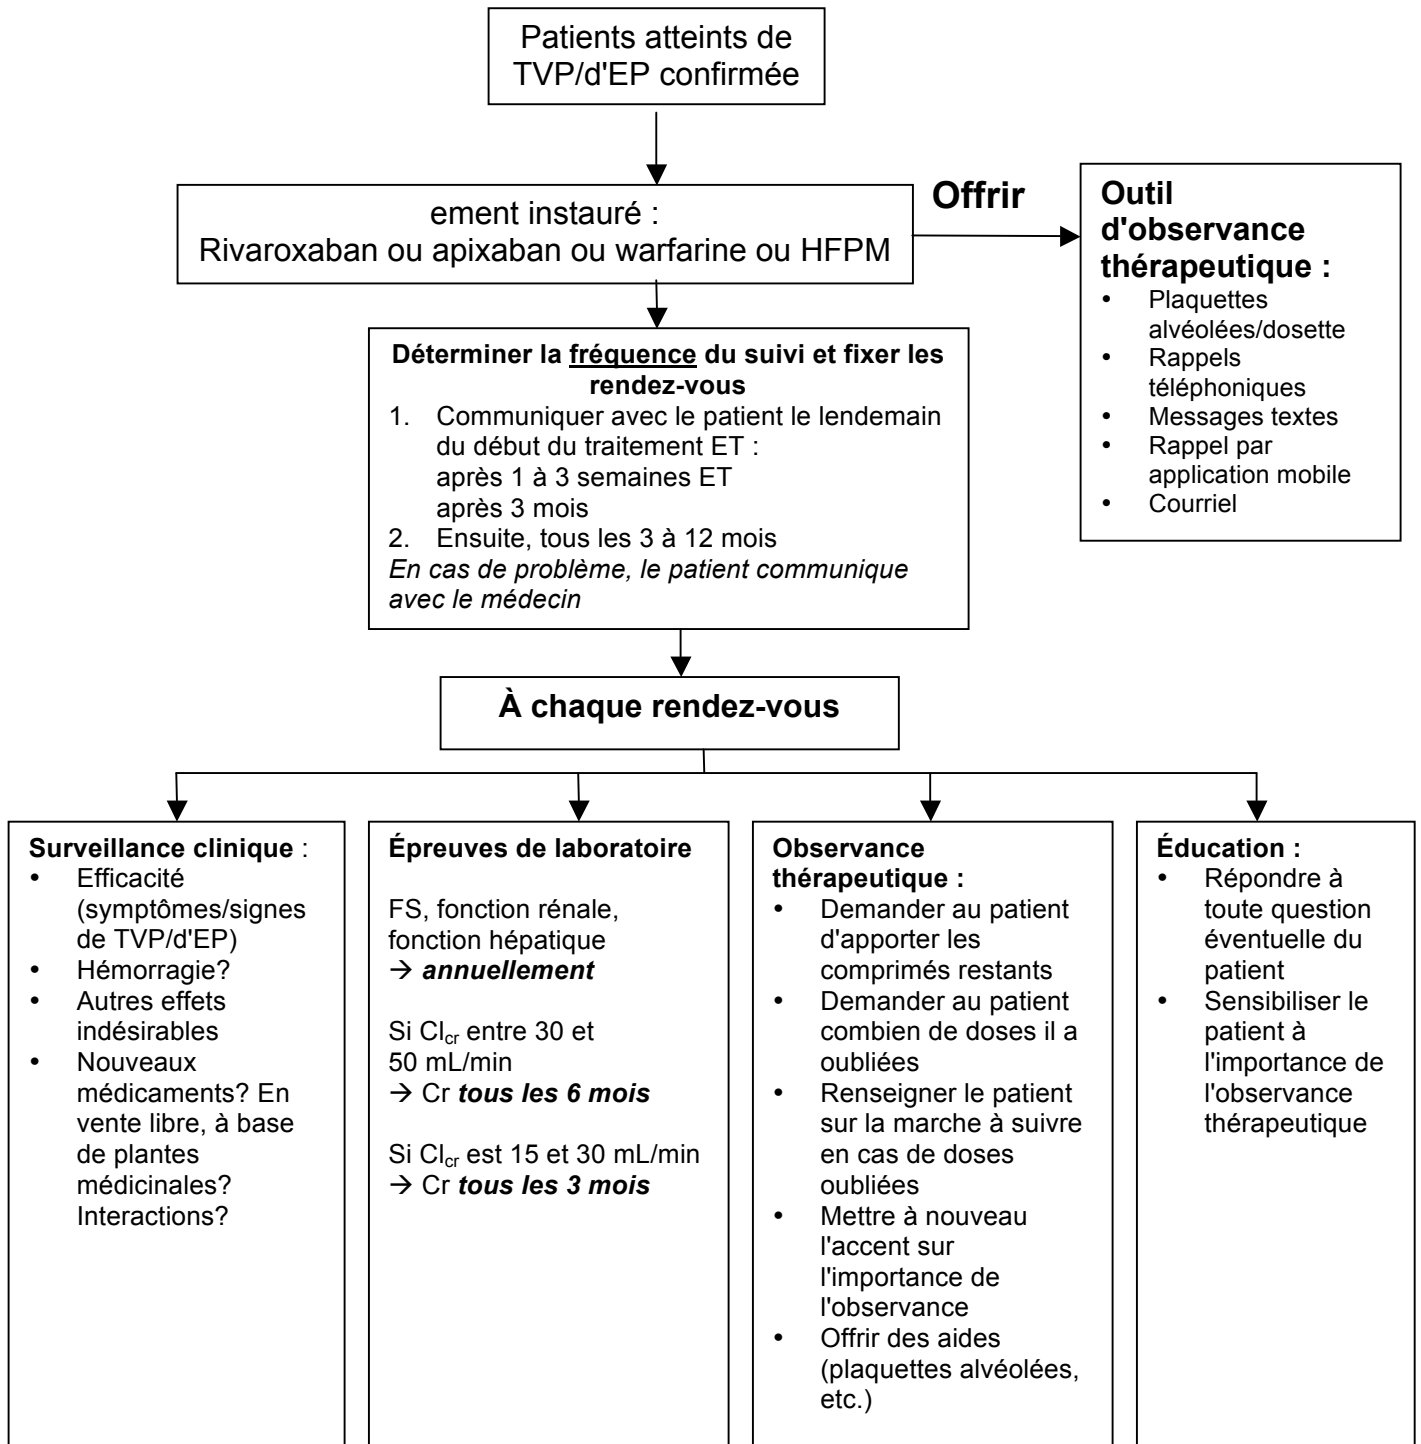 Patients atteints de
TVP/d'EP confirmée
ement instauré :
Rivaroxaban ou apixaban ou warfarine ou HFPM
Offrir
Outil
d'observance
thérapeutique :
• Plaquettes
alvéolées/dosette
• Rappels
téléphoniques
• Messages textes
• Rappel par
application mobile
• Courriel
Déterminer la fréquence du suivi et fixer les
rendez-vous
1. Communiquer avec le patient le lendemain
du début du traitement ET :
après 1 à 3 semaines ET
après 3 mois
2. Ensuite, tous les 3 à 12 mois
En cas de problème, le patient communique
avec le médecin
À chaque rendez-vous
Surveillance clinique :
• Efficacité
(symptômes/signes
de TVP/d'EP)
• Hémorragie?
• Autres effets
indésirables
• Nouveaux
médicaments? En
vente libre, à base
de plantes
médicinales?
Interactions?
Épreuves de laboratoire
FS, fonction rénale,
fonction hépatique
→ annuellement
Si Clcr entre 30 et
50 mL/min
→ Cr tous les 6 mois
Si Clcr est 15 et 30 mL/min
→ Cr tous les 3 mois
Observance
thérapeutique :
• Demander au patient
d'apporter les
comprimés restants
• Demander au patient
combien de doses il a
oubliées
• Renseigner le patient
sur la marche à suivre
en cas de doses
oubliées
• Mettre à nouveau
l'accent sur
l'importance de
l'observance
• Offrir des aides
(plaquettes alvéolées,
etc.)
Éducation :
• Répondre à
toute question
éventuelle du
patient
• Sensibiliser le
patient à
l'importance de
l'observance
thérapeutique